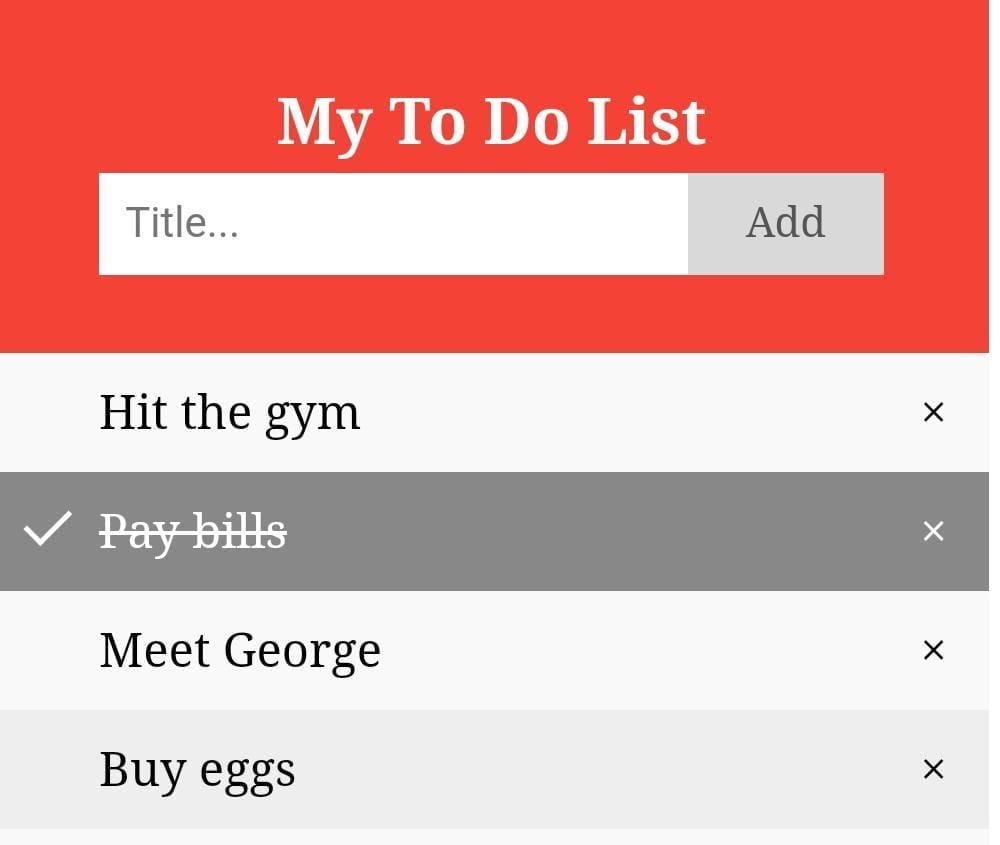 My To Do List
Title...
Add
Hit the gym
×
Pay bills
×
Meet George
×
Buy eggs
×